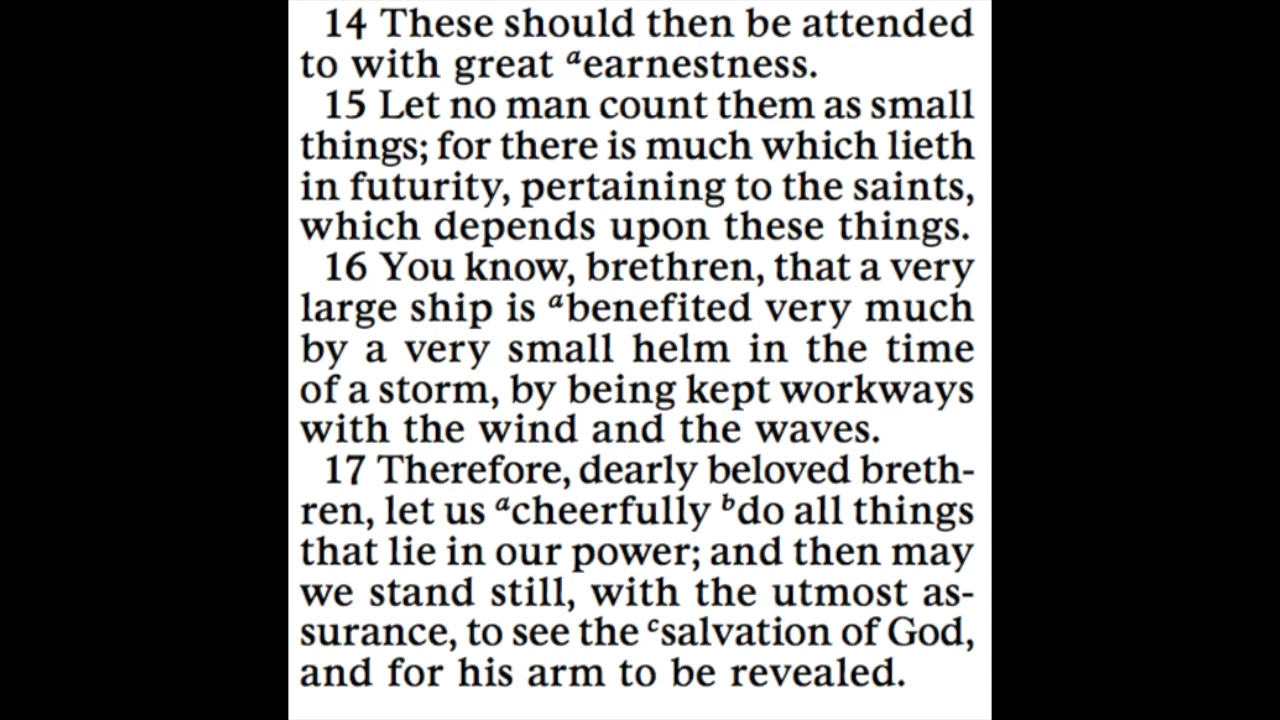 14 These should then be attended
to with great ᵃearnestness.
15 Let no man count them as small
things; for there is much which lieth
in futurity, pertaining to the saints,
which depends upon these things.
16 You know, brethren, that a very
large ship is ᵃbenefited very much
by a very small helm in the time
of a storm, by being kept workways
with the wind and the waves.
17 Therefore, dearly beloved breth-
ren, let us ᵃcheerfully ᵇdo all things
that lie in our power; and then may
we stand still, with the utmost as-
surance, to see the ᶜsalvation of God,
and for his arm to be revealed.